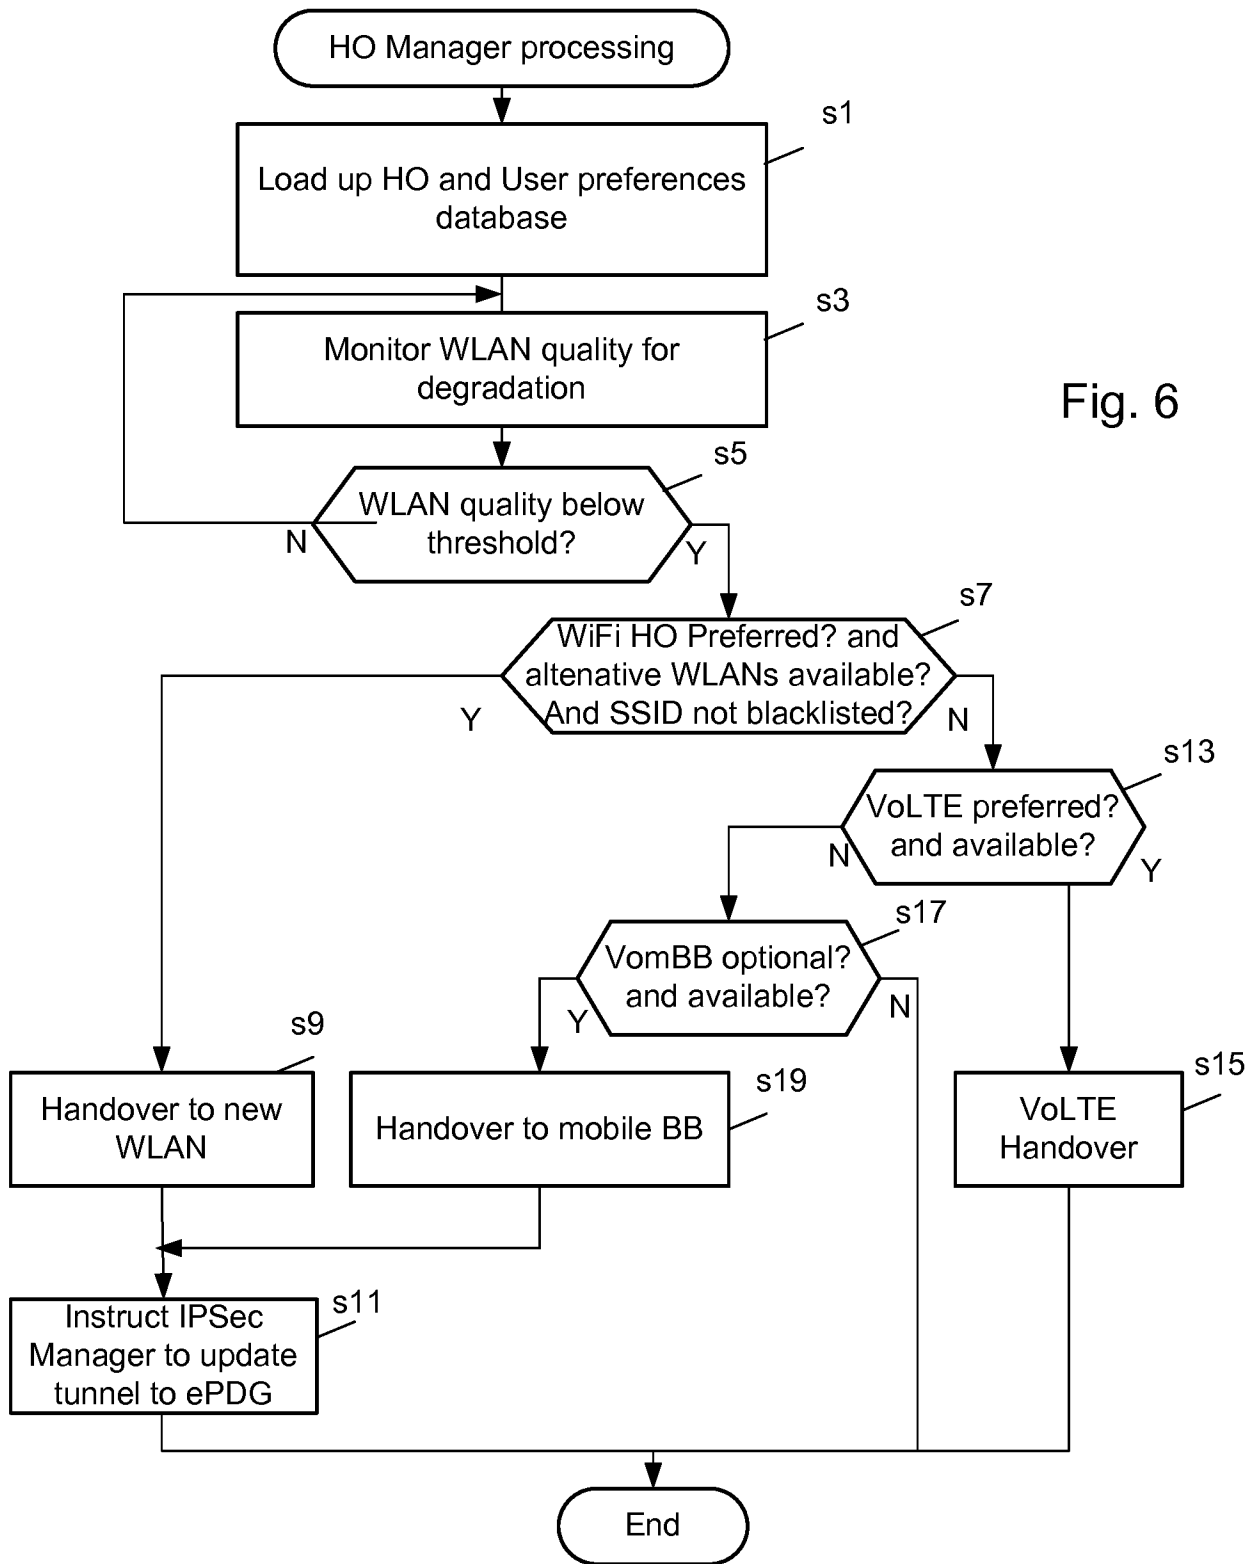 HO Manager processing
s1
Load up HO and User preferences
database
s3
Monitor WLAN quality for
degradation
Fig. 6
s5
WLAN quality below
threshold?
N
Y
s7
WiFi HO Preferred? and
altenative WLANs available?
And SSID not blacklisted?
Y
N
s13
VoLTE preferred?
and available?
N
Y
s17
VomBB optional?
and available?
Y
N
s9
Handover to new
WLAN
s19
Handover to mobile BB
s15
VoLTE
Handover
s11
Instruct IPSec
Manager to update
tunnel to ePDG
End